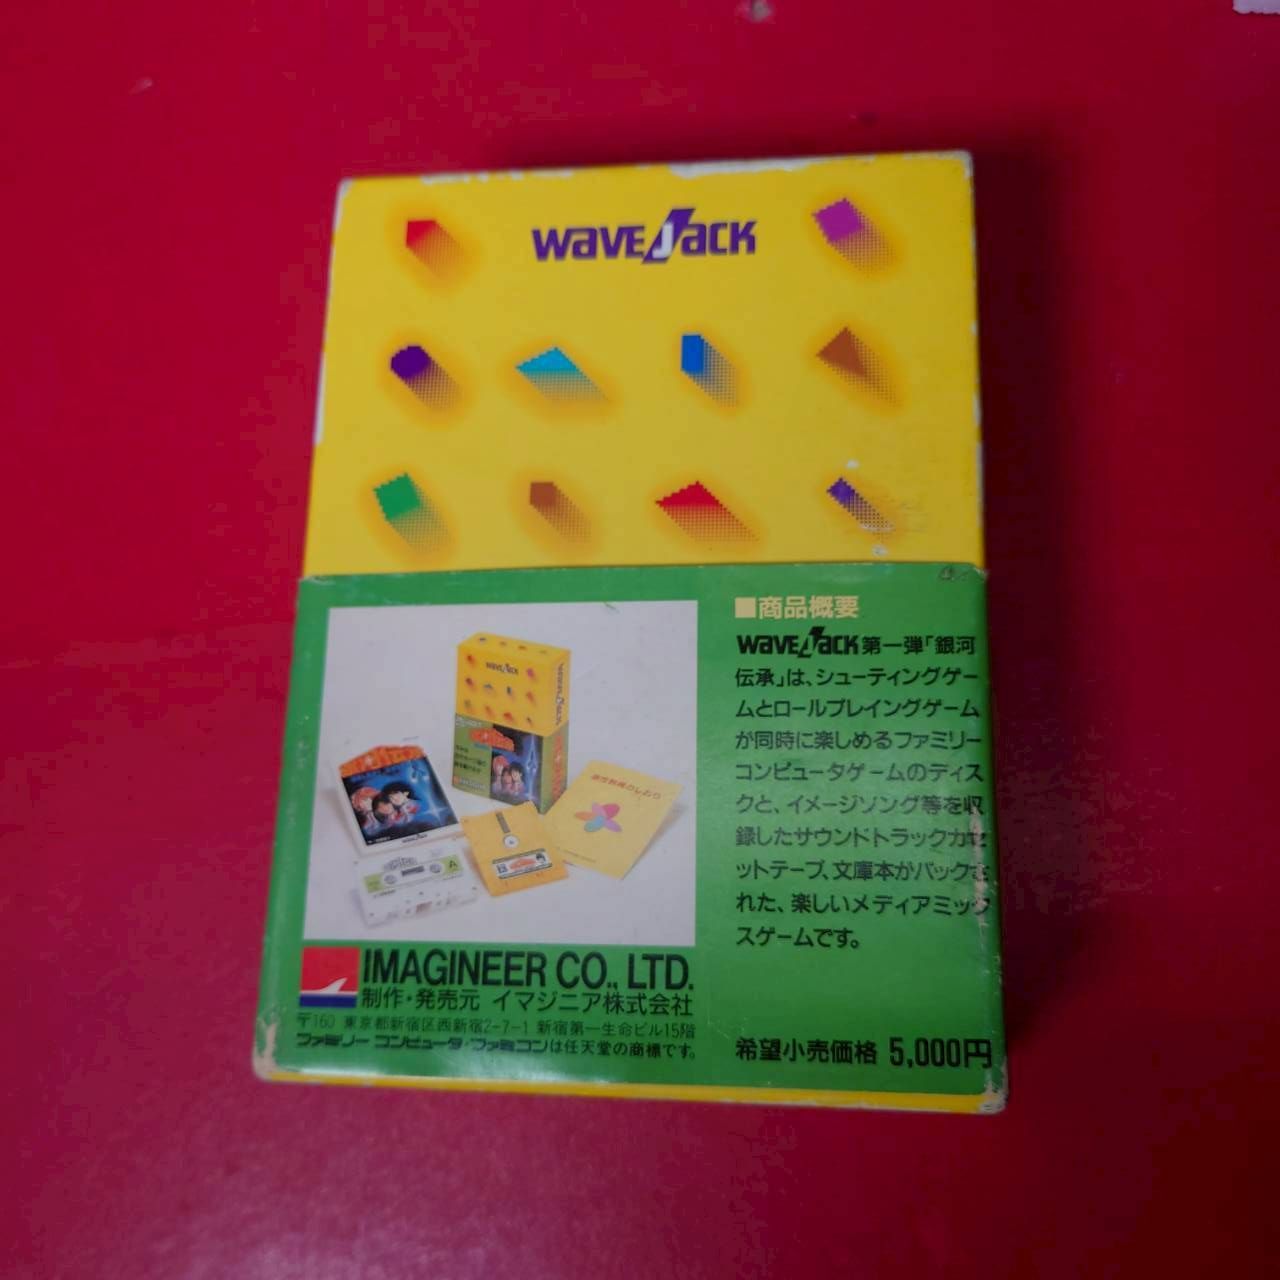 WAVE JACK
■商品概要
WAVE JACK第一弾「銀河
伝承」は、シューティングゲー
ムとロールプレイングゲーム
が同時に楽しめるファミリー
コンピュータゲームのディス
クと、イメージソング等を収
録したサウンドトラックカセ
ットテープ、文庫本がパックさ
れた、楽しいメディアミック
スゲームです。
WAVE JACK
WAVE JACK
A
IMAGINEER CO., LTD.
制作・発売元 イマジニア株式会社
〒160 東京都新宿区西新宿2-7-1 新宿第一生命ビル15階
ファミリー コンピュータ・ファミコンは任天堂の商標です。
希望小売価格 5,000円